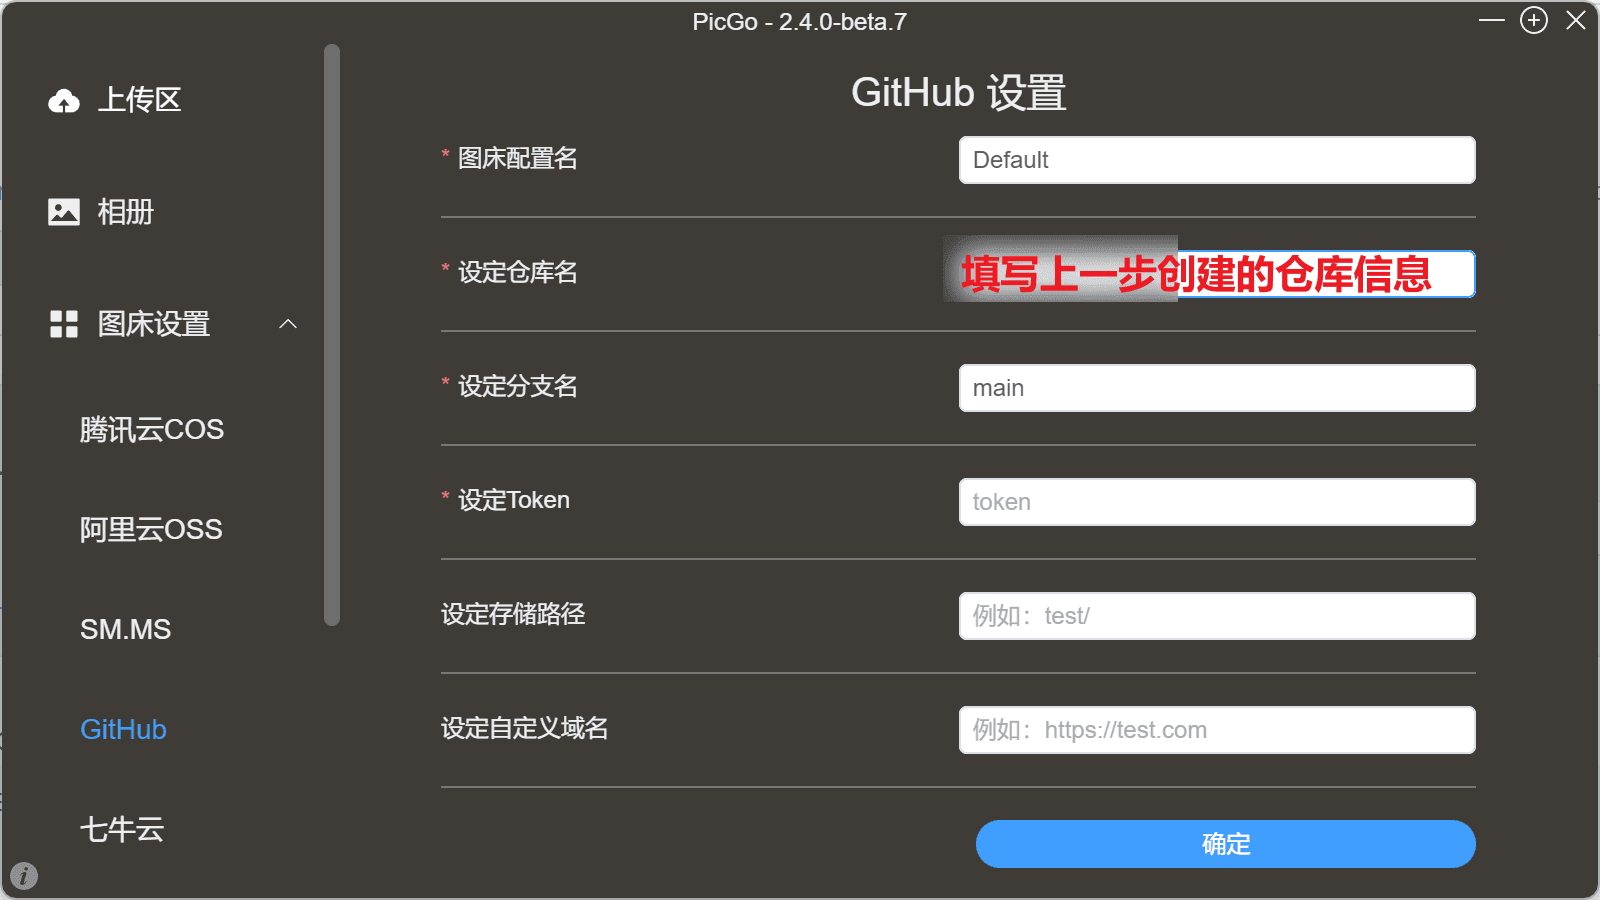 PicGo - 2.4.0-beta.7
上传区
相册
图床设置
腾讯云COS
阿里云OSS
SM.MS
GitHub
七牛云
GitHub 设置
* 图床配置名
Default
* 设定仓库名
填写上一步创建的仓库信息
* 设定分支名
main
* 设定Token
token
设定存储路径
例如：test/
设定自定义域名
例如：https://test.com
确定